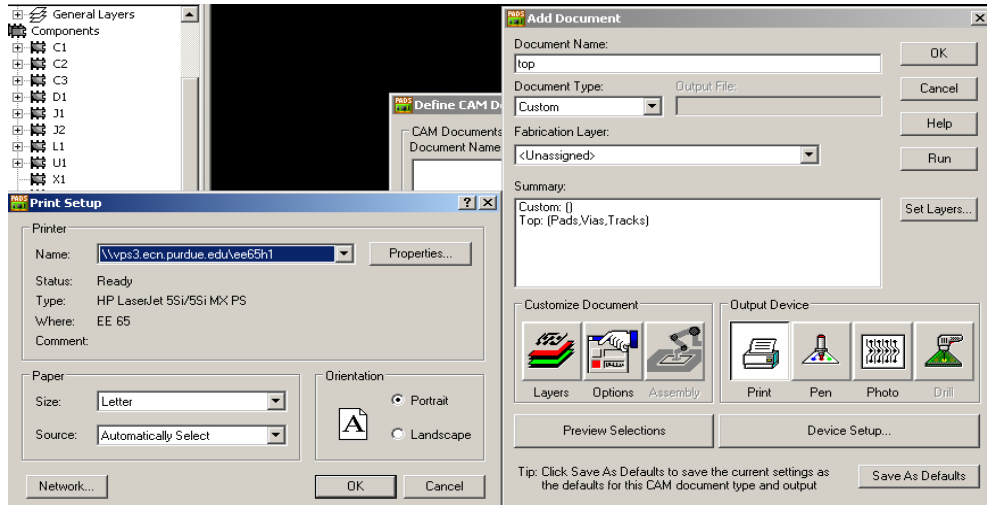 General Layers
Components
C1
C2
C3
D1
J1
J2
L1
U1
X1
PADS Define CAM D
CAM Documents
Document Name
PADS Print Setup
Printer
Name: \\vps3.ecn.purdue.edu\ee65h1 Properties...
Status: Ready
Type: HP LaserJet 5Si/5Si MX PS
Where: EE 65
Comment:
Paper
Size: Letter
Source: Automatically Select
Orientation
A
Portrait
Landscape
Network... OK Cancel
PADS Add Document
Document Name:
top
Document Type: Output File:
Custom
Fabrication Layer:
<Unassigned>
Summary:
Custom: ()
Top: (Pads,Vias,Tracks)
OK
Cancel
Help
Run
Set Layers...
Customize Document
Layers Options Assembly
Output Device
Print Pen Photo Drill
Preview Selections Device Setup...
Tip: Click Save As Defaults to save the current settings as
the defaults for this CAM document type and output
Save As Defaults